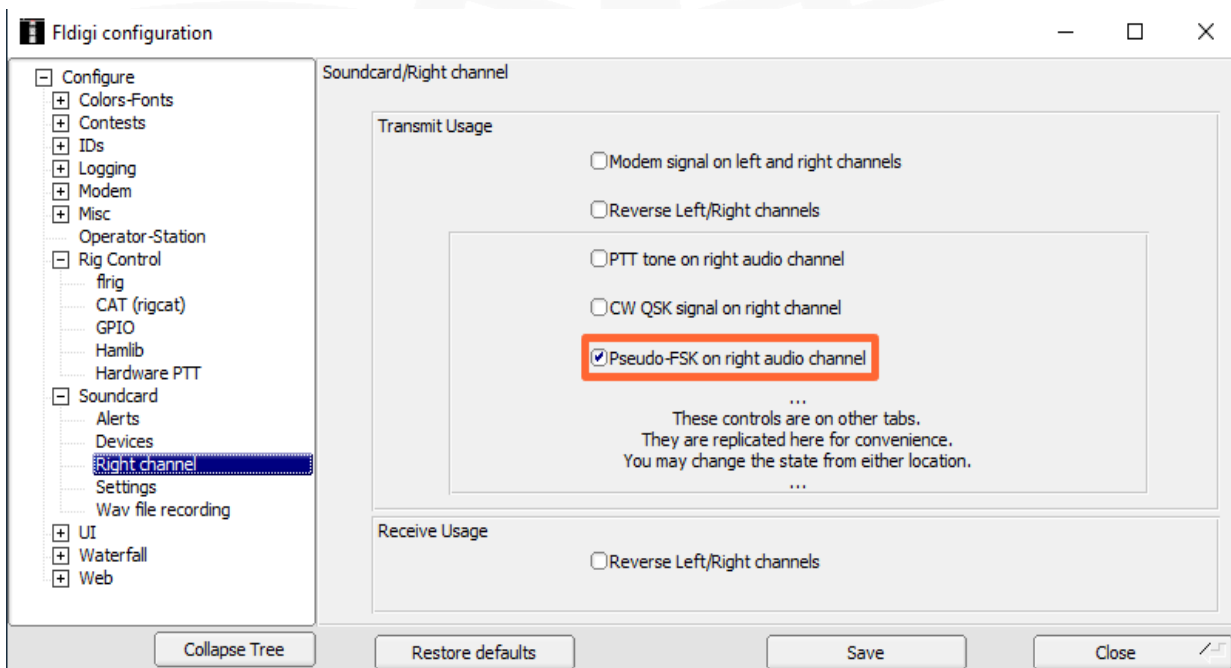 Fldigi configuration
Configure
Colors-Fonts
Contests
IDs
Logging
Modem
Misc
Operator-Station
Rig Control
flrig
CAT (rigcat)
GPIO
Hamlib
Hardware PTT
Soundcard
Alerts
Devices
Right channel
Settings
Wav file recording
UI
Waterfall
Web
Collapse Tree
Soundcard/Right channel
Transmit Usage
Modem signal on left and right channels
Reverse Left/Right channels
PTT tone on right audio channel
CW QSK signal on right channel
Pseudo-FSK on right audio channel
...
These controls are on other tabs.
They are replicated here for convenience.
You may change the state from either location.
...
Receive Usage
Reverse Left/Right channels
Restore defaults
Save
Close